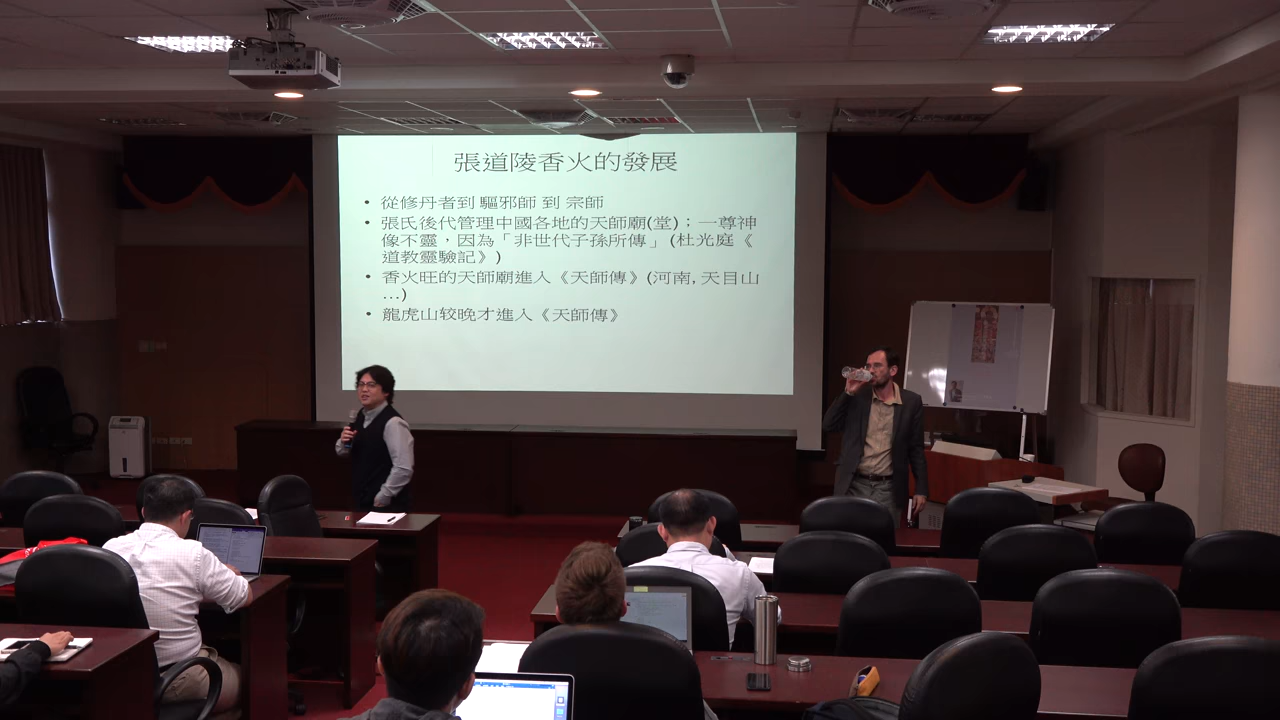 張道陵香火的發展
• 從修丹者到 驅邪師 到 宗師
• 張氏後代管理中國各地的天師廟(堂)；一尊神
像不靈，因為「非世代子孫所傳」(杜光庭《
道教靈驗記》)
• 香火旺的天師廟進入《天師傳》(河南, 天目山
…)
• 龍虎山较晚才進入《天師傳》